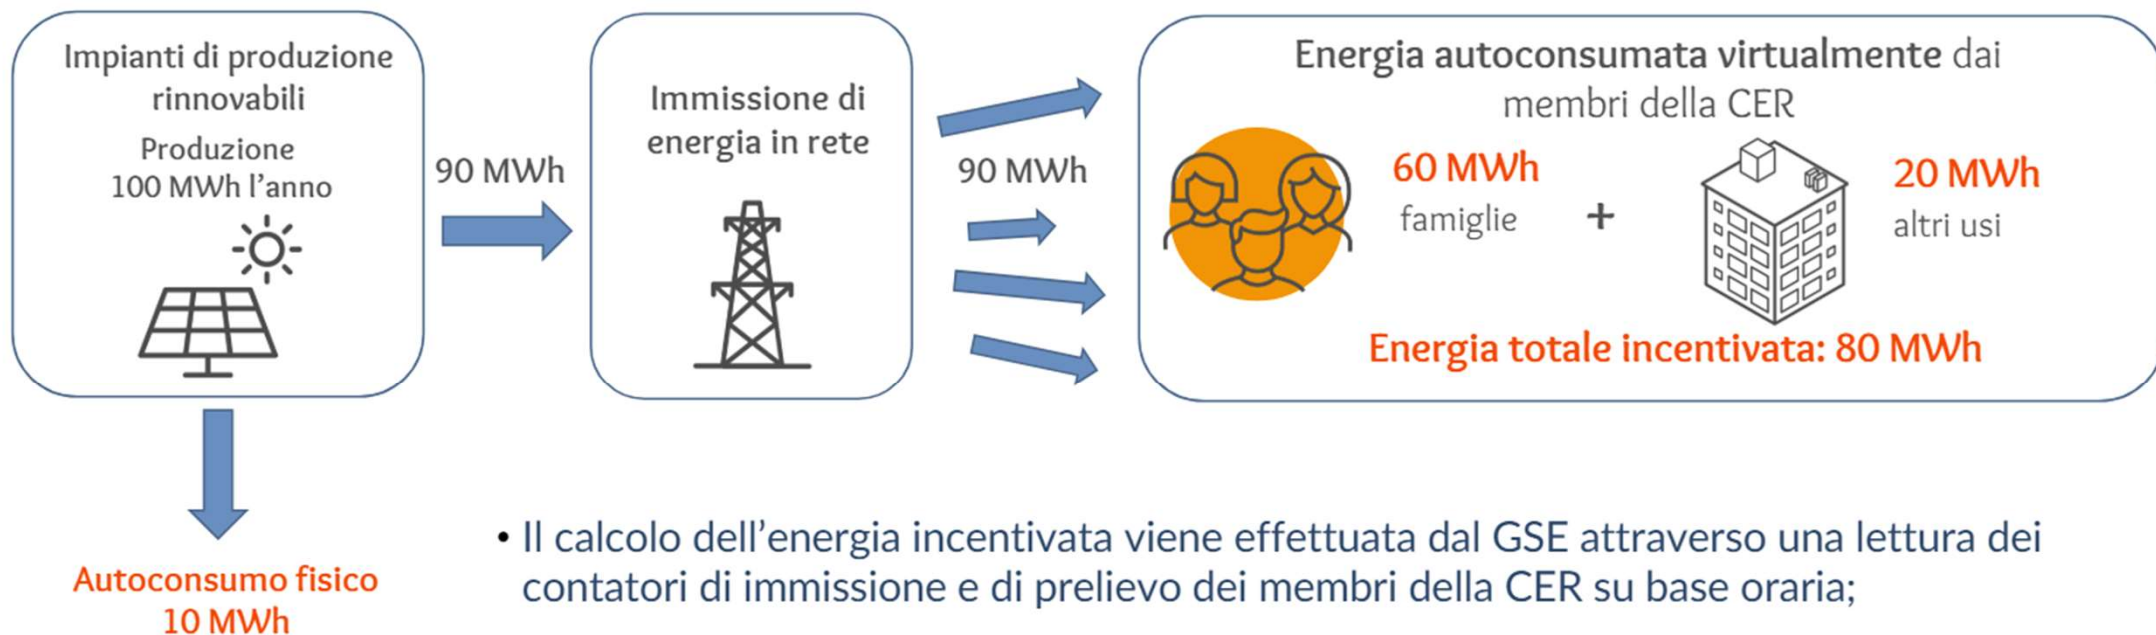 Impianti di produzione
rinnovabili
Produzione
100 MWh l'anno
90 MWh
Immissione di
energia in rete
90 MWh
Energia autoconsumata virtualmente dai
membri della CER
60 MWh
famiglie
+
20 MWh
altri usi
Energia totale incentivata: 80 MWh
Autoconsumo fisico
10 MWh
• Il calcolo dell'energia incentivata viene effettuata dal GSE attraverso una lettura dei
contatori di immissione e di prelievo dei membri della CER su base oraria;